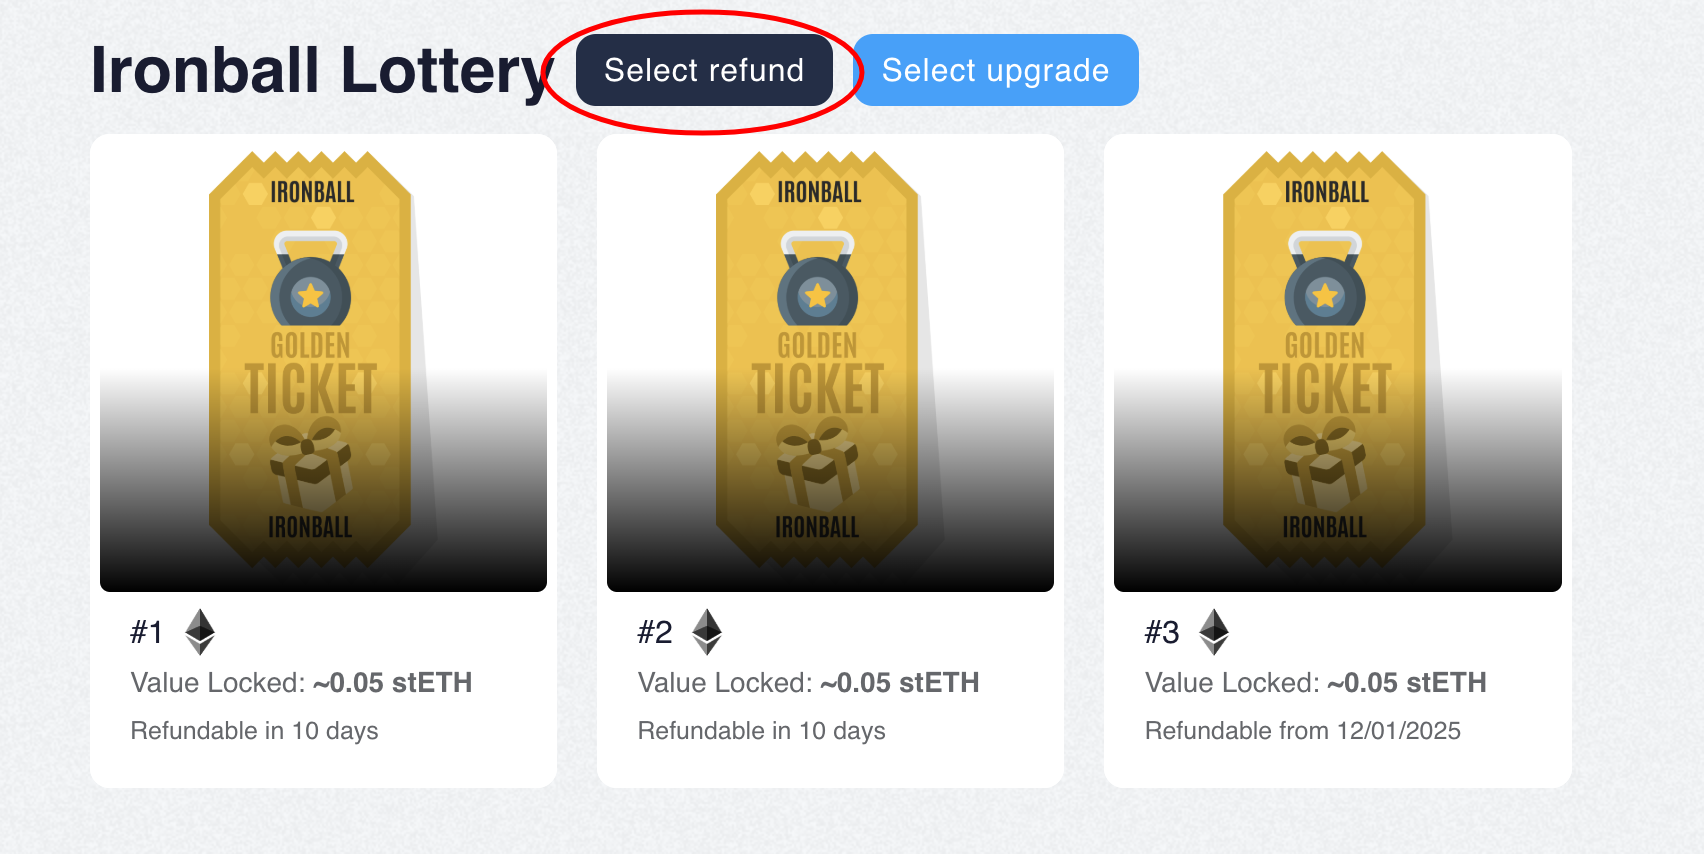 Ironball Lottery Select refund Select upgrade
IRONBALL
GOLDEN
TICKET
IRONBALL
#1
Value Locked: ~0.05 stETH
Refundable in 10 days
IRONBALL
GOLDEN
TICKET
IRONBALL
#2
Value Locked: ~0.05 stETH
Refundable in 10 days
IRONBALL
GOLDEN
TICKET
IRONBALL
#3
Value Locked: ~0.05 stETH
Refundable from 12/01/2025